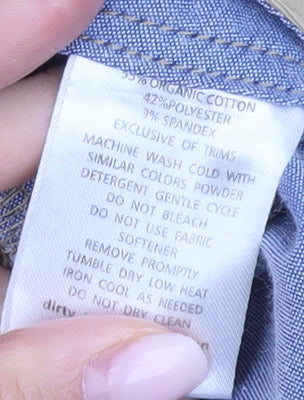 55% ORGANIC COTTON
42% POLYESTER
3% SPANDEX
EXCLUSIVE OF TRIMS
MACHINE WASH COLD WITH
SIMILAR COLORS POWDER
DETERGENT GENTLE CYCLE
DO NOT BLEACH
DO NOT USE FABRIC
SOFTENER
REMOVE PROMPTLY
TUMBLE DRY LOW HEAT
IRON COOL AS NEEDED
DO NOT DRY CLEAN
dirty